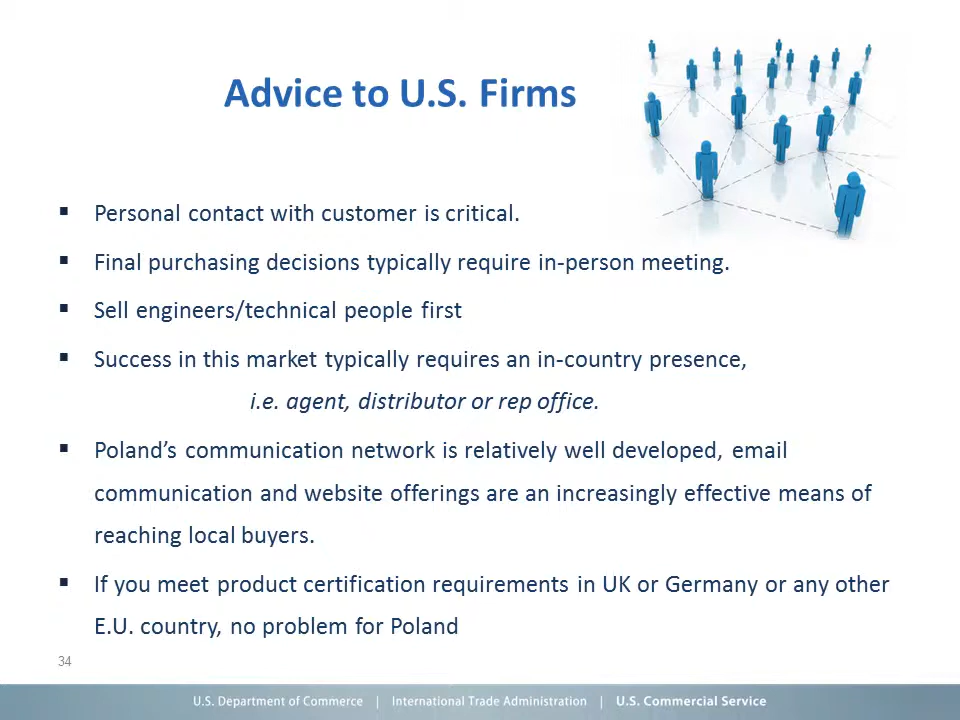 Advice to U.S. Firms
▪ Personal contact with customer is critical.
▪ Final purchasing decisions typically require in-person meeting.
▪ Sell engineers/technical people first
▪ Success in this market typically requires an in-country presence,
i.e. agent, distributor or rep office.
▪ Poland’s communication network is relatively well developed, email
communication and website offerings are an increasingly effective means of
reaching local buyers.
▪ If you meet product certification requirements in UK or Germany or any other
E.U. country, no problem for Poland
34
U.S. Department of Commerce | International Trade Administration | U.S. Commercial Service